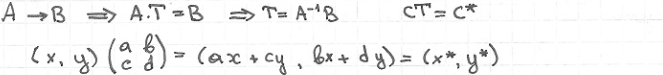 A → B ⟹ A.T = B ⟹ T = A⁻¹B CT = C*
(x, y) (a b c d) = (ax + cy, bx + dy) = (x*, y*)